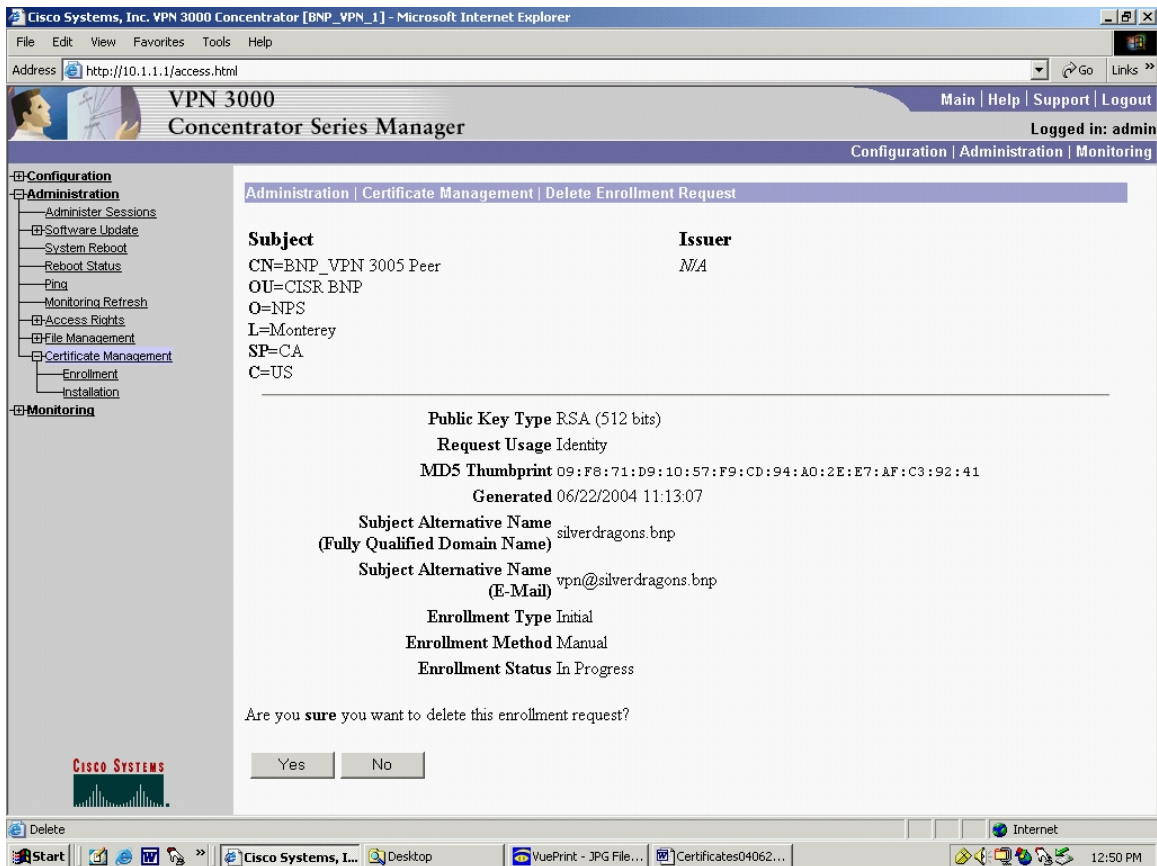 Cisco Systems, Inc. VPN 3000 Concentrator [BNP_VPN_1] - Microsoft Internet Explorer
File Edit View Favorites Tools Help
Address http://10.1.1.1/access.html Go Links »
VPN 3000
Concentrator Series Manager
Main | Help | Support | Logout
Logged in: admin
Configuration | Administration | Monitoring
Configuration
Administration
Administer Sessions
Software Update
System Reboot
Reboot Status
Ping
Monitoring Refresh
Access Rights
File Management
Certificate Management
Enrollment
Installation
Monitoring
Administration | Certificate Management | Delete Enrollment Request
Subject
CN=BNP_VPN 3005 Peer
OU=CISR BNP
O=NPS
L=Monterey
SP=CA
C=US
Issuer
N/A
Public Key Type RSA (512 bits)
Request Usage Identity
MD5 Thumbprint 09:F8:71:D9:10:57:F9:CD:94:A0:2E:E7:AF:C3:92:41
Generated 06/22/2004 11:13:07
Subject Alternative Name
(Fully Qualified Domain Name) silverdragons.bnp
Subject Alternative Name
(E-Mail) vpn@silverdragons.bnp
Enrollment Type Initial
Enrollment Method Manual
Enrollment Status In Progress
Are you sure you want to delete this enrollment request?
Yes No
CISCO SYSTEMS
Delete Internet
Start » Cisco Systems, I... Desktop VuePrint - JPG File... Certificates04062... 12:50 PM